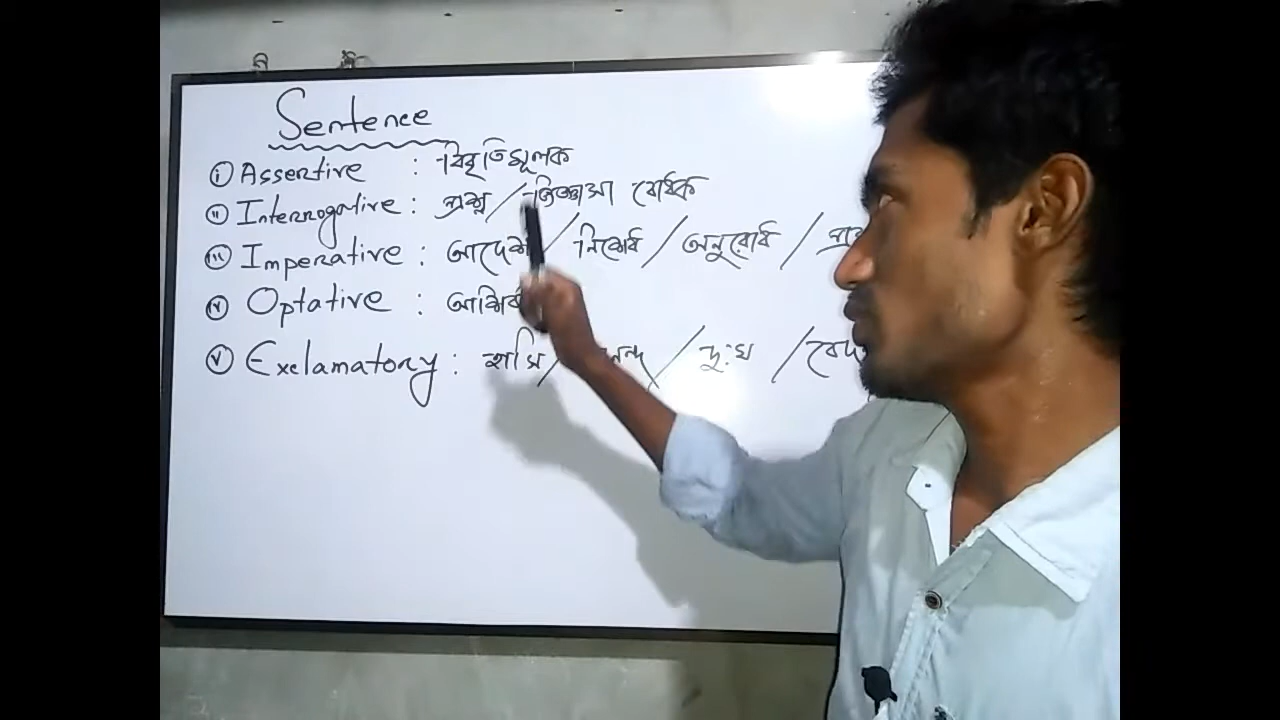 Sentence
i Assertive : বিবৃতিমূলক
ii Interrogative : প্রশ্ন / জিজ্ঞাসা বোধক
iii Imperative : আদেশ / নিষেধ / অনুরোধ /
iv Optative :
v Exclamatory : হাসি / / দুঃখ /